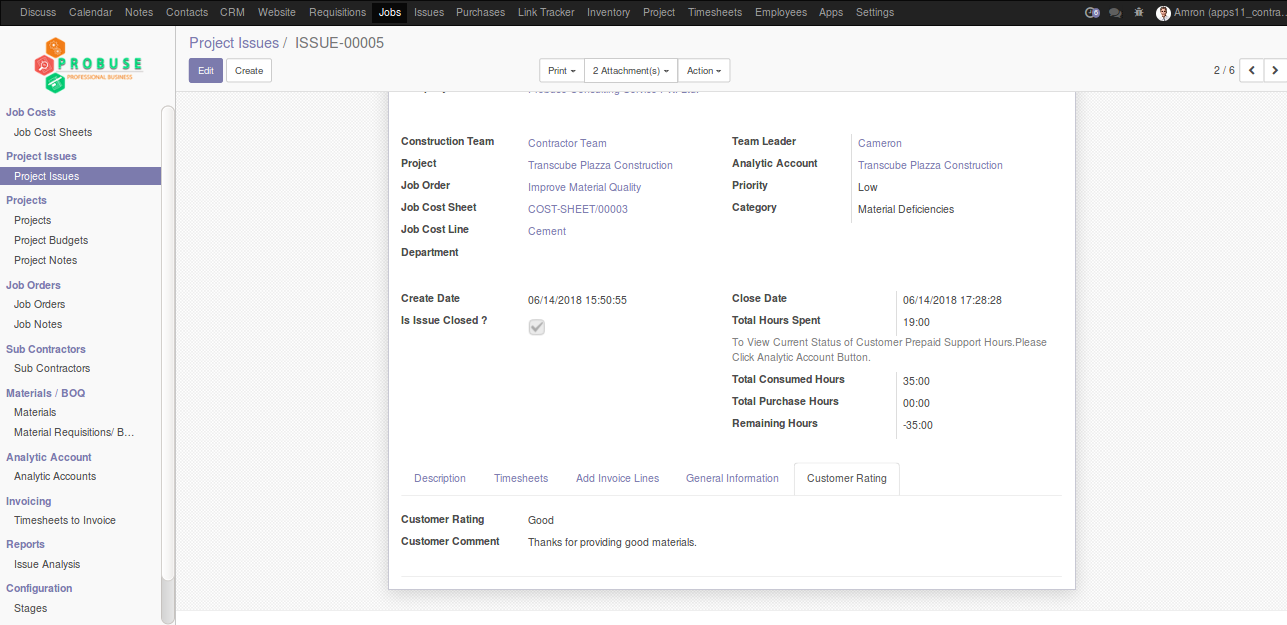 Discuss Calendar Notes Contacts CRM Website Requisitions Jobs Issues Purchases Link Tracker Inventory Project Timesheets Employees Apps Settings 6 Amron (apps11_contra...
PROBUSE
PROFESSIONAL BUSINESS
Project Issues / ISSUE-00005
Edit Create Print 2 Attachment(s) Action 2 / 6
Job Costs
Job Cost Sheets
Project Issues
Project Issues
Projects
Projects
Project Budgets
Project Notes
Job Orders
Job Orders
Job Notes
Sub Contractors
Sub Contractors
Materials / BOQ
Materials
Material Requisitions/ B...
Analytic Account
Analytic Accounts
Invoicing
Timesheets to Invoice
Reports
Issue Analysis
Configuration
Stages
Construction Team Contractor Team Team Leader Cameron
Project Transcube Plazza Construction Analytic Account Transcube Plazza Construction
Job Order Improve Material Quality Priority Low
Job Cost Sheet COST-SHEET/00003 Category Material Deficiencies
Job Cost Line Cement
Department
Create Date 06/14/2018 15:50:55 Close Date 06/14/2018 17:28:28
Is Issue Closed ? Total Hours Spent 19:00
To View Current Status of Customer Prepaid Support Hours.Please
Click Analytic Account Button.
Total Consumed Hours 35:00
Total Purchase Hours 00:00
Remaining Hours -35:00
Description Timesheets Add Invoice Lines General Information Customer Rating
Customer Rating Good
Customer Comment Thanks for providing good materials.